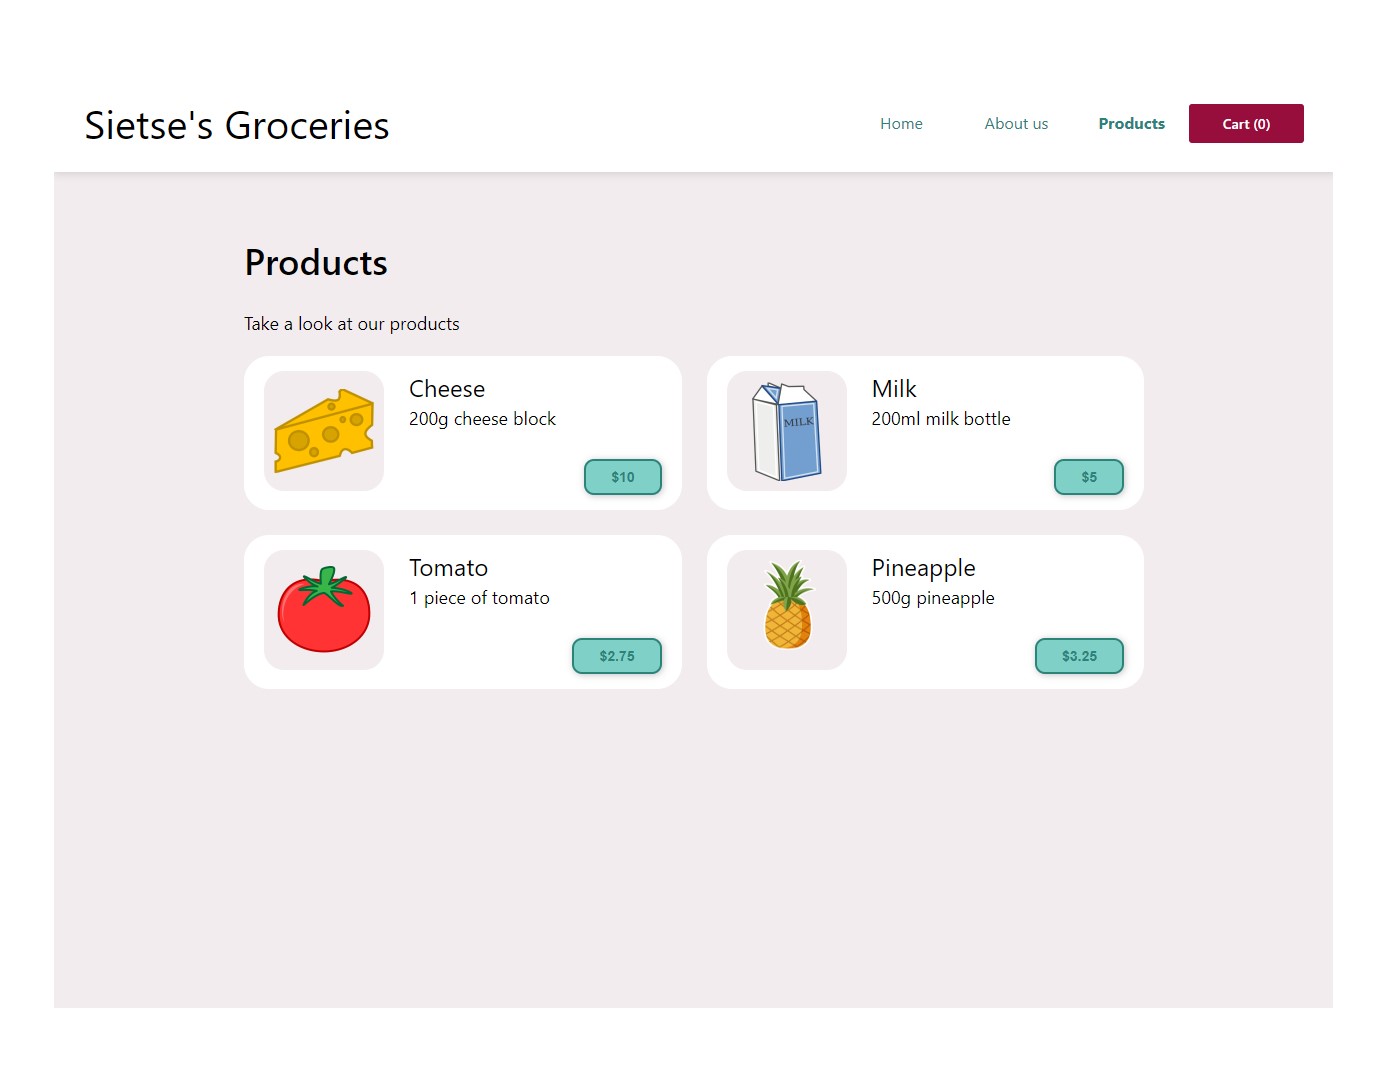 Sietse's Groceries
Home
About us
Products
Cart (0)
Products
Take a look at our products
Cheese
200g cheese block
$10
Milk
200ml milk bottle
MILK
$5
Tomato
1 piece of tomato
$2.75
Pineapple
500g pineapple
$3.25